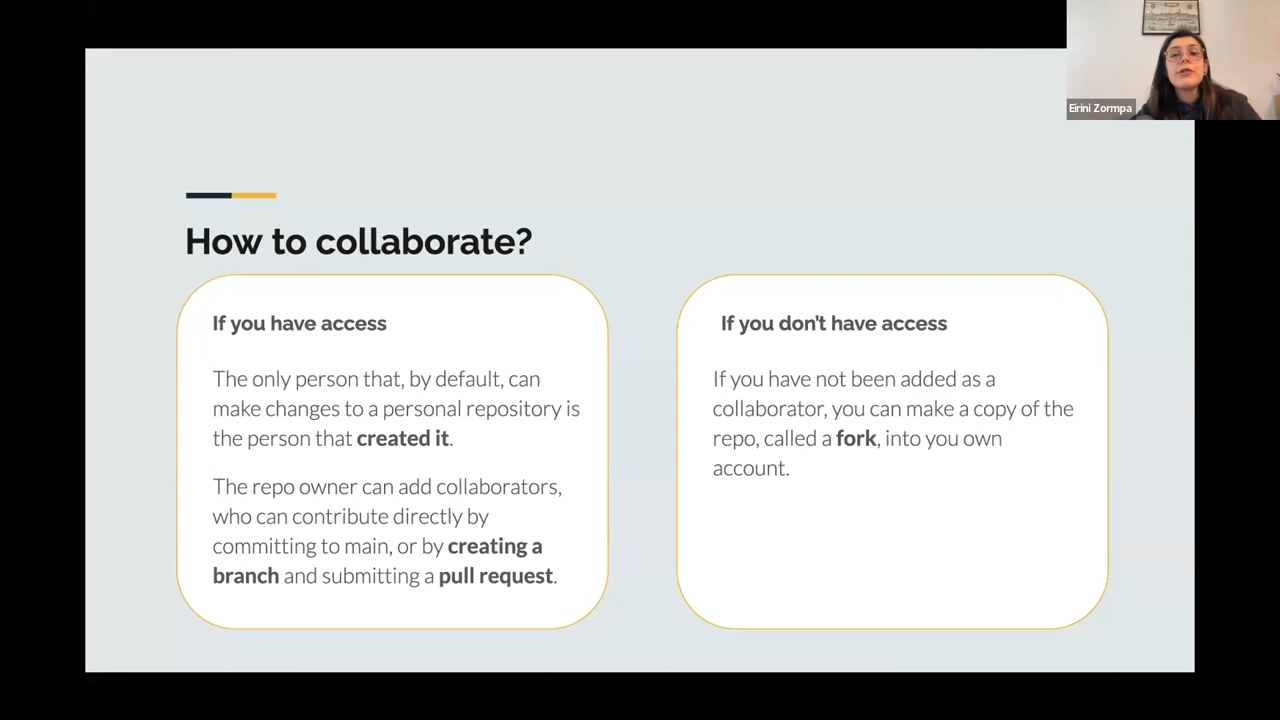 Eirini Zormpa
How to collaborate?
If you have access
The only person that, by default, can
make changes to a personal repository is
the person that created it.
The repo owner can add collaborators,
who can contribute directly by
committing to main, or by creating a
branch and submitting a pull request.
If you don't have access
If you have not been added as a
collaborator, you can make a copy of the
repo, called a fork, into you own
account.